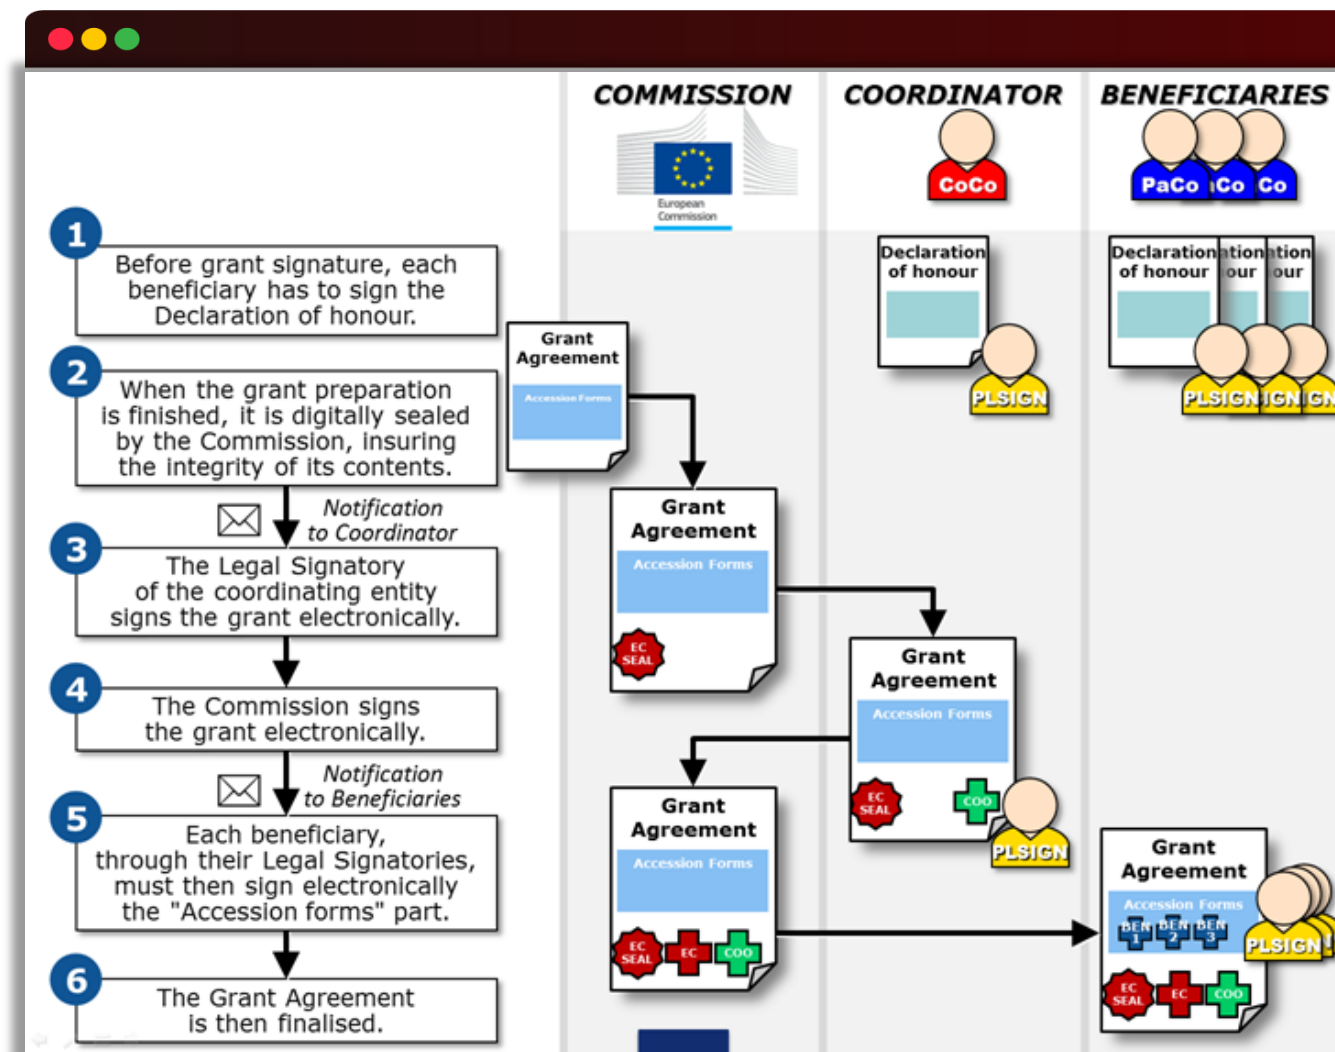 COMMISSION
COORDINATOR
BENEFICIARIES
European
Commission
CoCo
PaCo
aCo
Co
1
Before grant signature, each
beneficiary has to sign the
Declaration of honour.
Declaration
of honour
PLSIGN
Declaration
of honour
ation
our
ation
our
PLSIGN
IGN
IGN
2
When the grant preparation
is finished, it is digitally sealed
by the Commission, insuring
the integrity of its contents.
Grant
Agreement
Accession Forms
Notification
to Coordinator
Grant
Agreement
Accession Forms
EC
SEAL
3
The Legal Signatory
of the coordinating entity
signs the grant electronically.
Grant
Agreement
Accession Forms
EC
SEAL
COO
PLSIGN
4
The Commission signs
the grant electronically.
Notification
to Beneficiaries
Grant
Agreement
Accession Forms
EC
SEAL
EC
COO
5
Each beneficiary,
through their Legal Signatories,
must then sign electronically
the "Accession forms" part.
Grant
Agreement
Accession Forms
BEN
1
BEN
2
BEN
3
PLSIGN
EC
SEAL
EC
COO
6
The Grant Agreement
is then finalised.